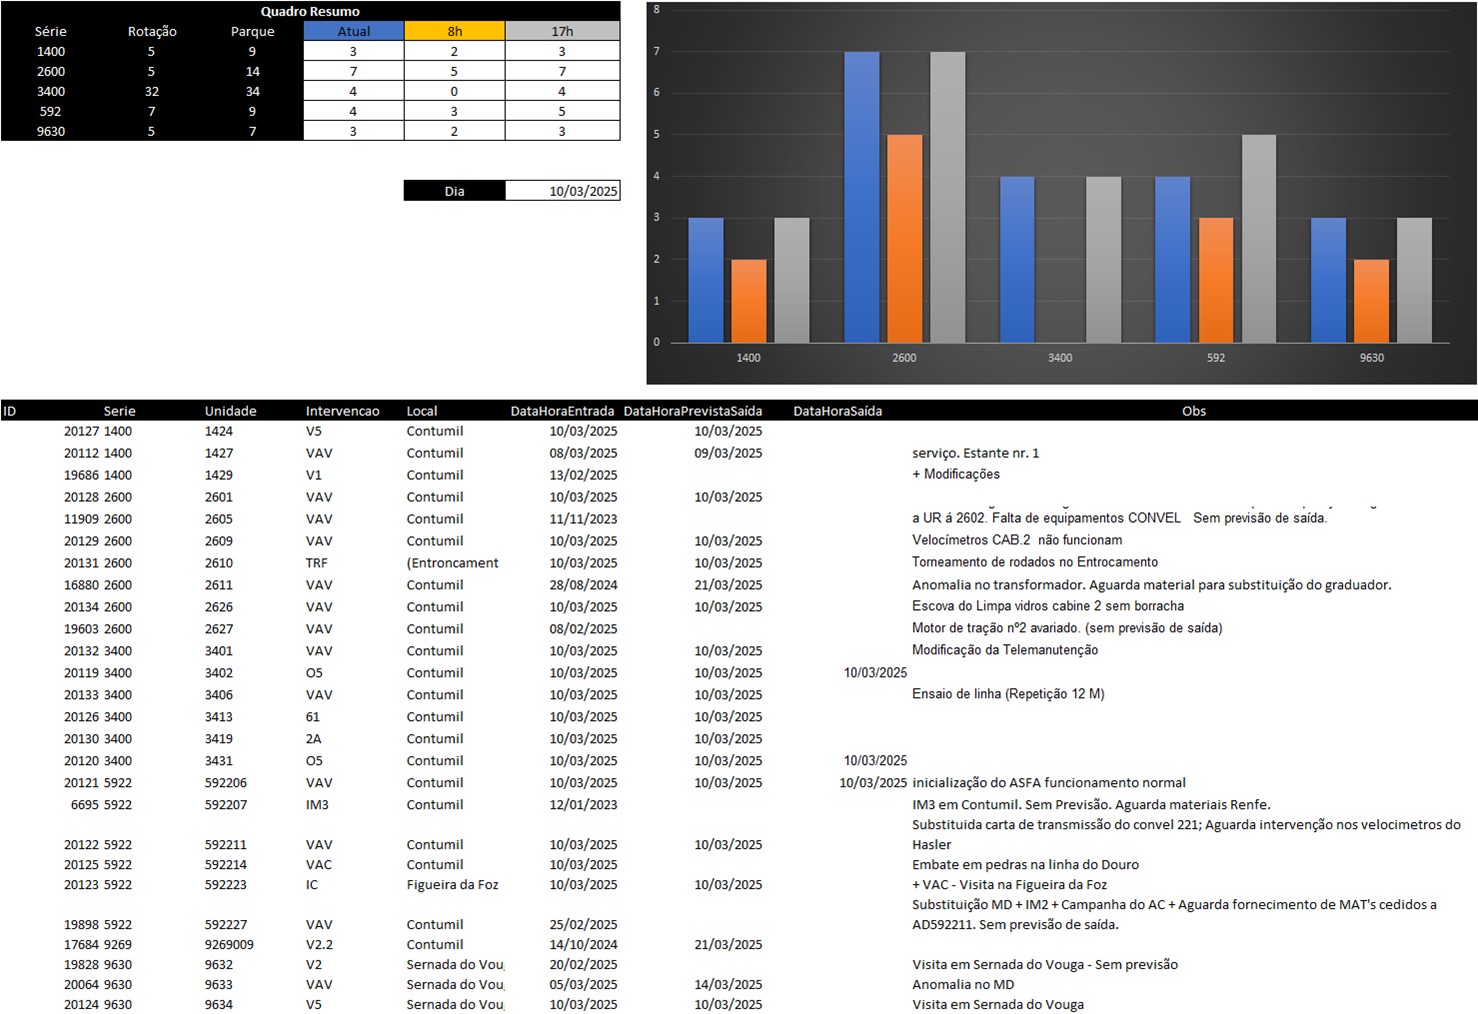 Quadro Resumo
Série Rotação Parque Atual 8h 17h
1400 5 9 3 2 3
2600 5 14 7 5 7
3400 32 34 4 0 4
592 7 9 4 3 5
9630 5 7 3 2 3
Dia 10/03/2025
8
7
6
5
4
3
2
1
0
1400 2600 3400 592 9630
ID Serie Unidade Intervencao Local DataHoraEntrada DataHoraPrevistaSaída DataHoraSaída Obs
20127 1400 1424 V5 Contumil 10/03/2025 10/03/2025
20112 1400 1427 VAV Contumil 08/03/2025 09/03/2025 serviço. Estante nr. 1
19686 1400 1429 V1 Contumil 13/02/2025 + Modificações
20128 2600 2601 VAV Contumil 10/03/2025 10/03/2025
11909 2600 2605 VAV Contumil 11/11/2023 a UR á 2602. Falta de equipamentos CONVEL Sem previsão de saída.
20129 2600 2609 VAV Contumil 10/03/2025 10/03/2025 Velocímetros CAB.2 não funcionam
20131 2600 2610 TRF (Entroncament 10/03/2025 10/03/2025 Torneamento de rodados no Entrocamento
16880 2600 2611 VAV Contumil 28/08/2024 21/03/2025 Anomalia no transformador. Aguarda material para substituição do graduador.
20134 2600 2626 VAV Contumil 10/03/2025 10/03/2025 Escova do Limpa vidros cabine 2 sem borracha
19603 2600 2627 VAV Contumil 08/02/2025 Motor de tração nº2 avariado. (sem previsão de saída)
20132 3400 3401 VAV Contumil 10/03/2025 10/03/2025 Modificação da Telemanutenção
20119 3400 3402 O5 Contumil 10/03/2025 10/03/2025 10/03/2025
20133 3400 3406 VAV Contumil 10/03/2025 10/03/2025 Ensaio de linha (Repetição 12 M)
20126 3400 3413 61 Contumil 10/03/2025 10/03/2025
20130 3400 3419 2A Contumil 10/03/2025 10/03/2025
20120 3400 3431 O5 Contumil 10/03/2025 10/03/2025 10/03/2025
20121 5922 592206 VAV Contumil 10/03/2025 10/03/2025 10/03/2025 inicialização do ASFA funcionamento normal
6695 5922 592207 IM3 Contumil 12/01/2023 IM3 em Contumil. Sem Previsão. Aguarda materiais Renfe.
Substituida carta de transmissão do convel 221; Aguarda intervenção nos velocimetros do
20122 5922 592211 VAV Contumil 10/03/2025 10/03/2025 Hasler
20125 5922 592214 VAC Contumil 10/03/2025 Embate em pedras na linha do Douro
20123 5922 592223 IC Figueira da Foz 10/03/2025 10/03/2025 + VAC - Visita na Figueira da Foz
Substituição MD + IM2 + Campanha do AC + Aguarda fornecimento de MAT's cedidos a
19898 5922 592227 VAV Contumil 25/02/2025 AD592211. Sem previsão de saída.
17684 9269 9269009 V2.2 Contumil 14/10/2024 21/03/2025
19828 9630 9632 V2 Sernada do Vou 20/02/2025 Visita em Sernada do Vouga - Sem previsão
20064 9630 9633 VAV Sernada do Vou 05/03/2025 14/03/2025 Anomalia no MD
20124 9630 9634 V5 Sernada do Vou 10/03/2025 10/03/2025 Visita em Sernada do Vouga